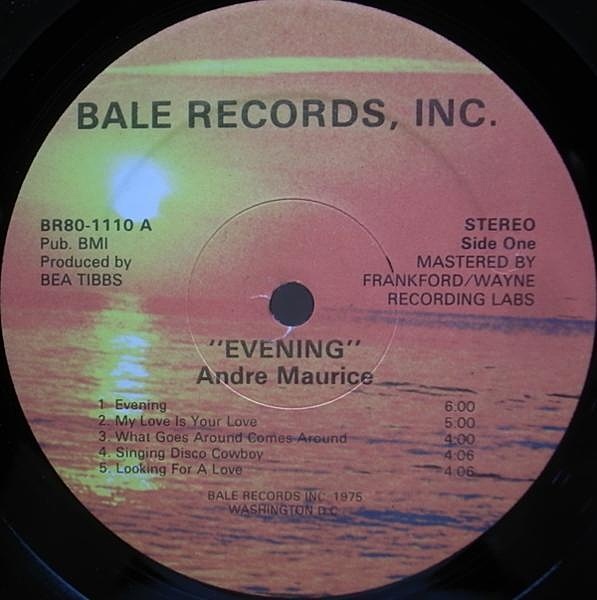 BALE RECORDS, INC.
BR80-1110 A
Pub. BMI
Produced by
BEA TIBBS
STEREO
Side One
MASTERED BY
FRANKFORD/WAYNE
RECORDING LABS
"EVENING"
Andre Maurice
1. Evening 6:00
2. My Love Is Your Love 5:00
3. What Goes Around Comes Around 4:00
4. Singing Disco Cowboy 4:06
5. Looking For A Love 4:06
BALE RECORDS INC. 1975
WASHINGTON D.C.